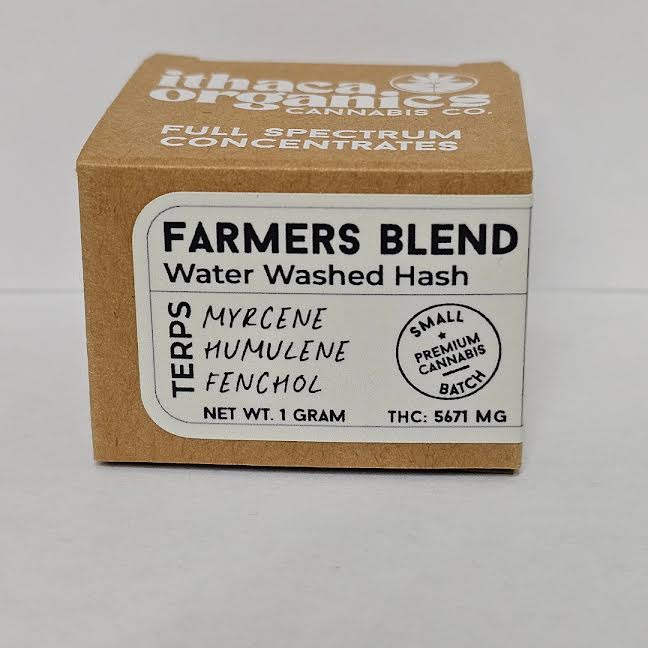 ithaca
organics
CANNABIS CO.
FULL SPECTRUM
CONCENTRATES
FARMERS BLEND
Water Washed Hash
TERPS
MYRCENE
HUMULENE
FENCHOL
SMALL
PREMIUM
CANNABIS
BATCH
NET WT. 1 GRAM
THC: 5671 MG